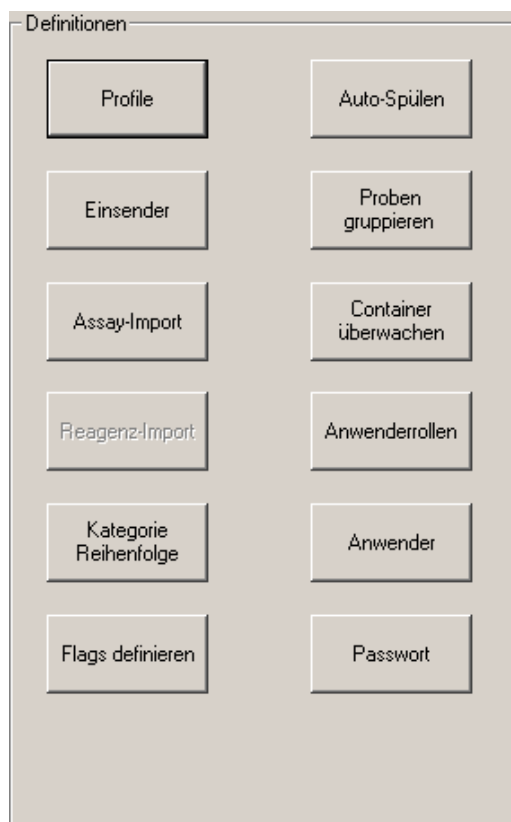 Definitionen
Profile
Auto-Spülen
Einsender
Proben
gruppieren
Assay-Import
Container
überwachen
Reagenz-Import
Anwenderrollen
Kategorie
Reihenfolge
Anwender
Flags definieren
Passwort